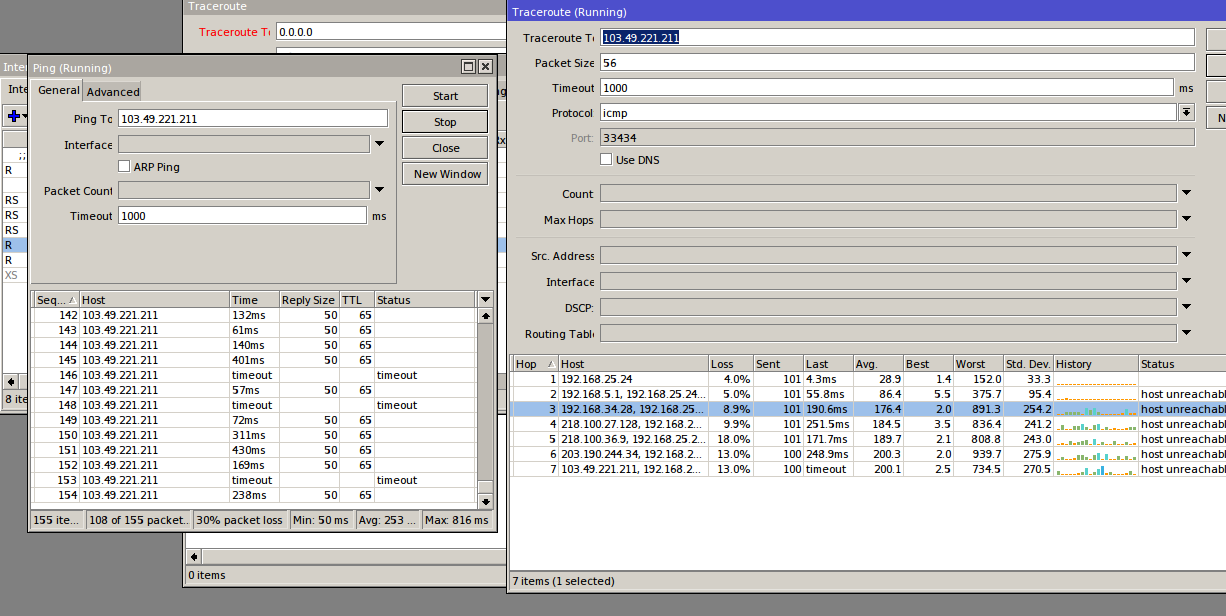 Traceroute
Traceroute To
0.0.0.0
Inte
Inte
;;
R
RS
RS
RS
R
R
XS
8 ite
Ping (Running)
General
Advanced
Ping To
103.49.221.211
Interface
ARP Ping
Packet Count
Timeout
1000
ms
Start
Stop
Close
New Window
Seq... Host Time Reply Size TTL Status
142 103.49.221.211 132ms 50 65
143 103.49.221.211 61ms 50 65
144 103.49.221.211 140ms 50 65
145 103.49.221.211 401ms 50 65
146 103.49.221.211 timeout timeout
147 103.49.221.211 57ms 50 65
148 103.49.221.211 timeout timeout
149 103.49.221.211 72ms 50 65
150 103.49.221.211 311ms 50 65
151 103.49.221.211 430ms 50 65
152 103.49.221.211 169ms 50 65
153 103.49.221.211 timeout timeout
154 103.49.221.211 238ms 50 65
155 ite... 108 of 155 packet... 30% packet loss Min: 50 ms Avg: 253 ... Max: 816 ms
0 items
Traceroute (Running)
Traceroute To
103.49.221.211
Packet Size
56
Timeout
1000
ms
Protocol
icmp
Port:
33434
Use DNS
Count
Max Hops
Src. Address
Interface
DSCP:
Routing Table
N
Hop Host Loss Sent Last Avg. Best Worst Std. Dev. History Status
1 192.168.25.24 4.0% 101 4.3ms 28.9 1.4 152.0 33.3
2 192.168.5.1, 192.168.25.24... 5.0% 101 55.8ms 86.4 5.5 375.7 95.4 host unreachabl
3 192.168.34.28, 192.168.25... 8.9% 101 190.6ms 176.4 2.0 891.3 254.2 host unreachabl
4 218.100.27.128, 192.168.2... 9.9% 101 251.5ms 184.5 3.5 836.4 241.2 host unreachabl
5 218.100.36.9, 192.168.25.2... 18.0% 101 171.7ms 189.7 2.1 808.8 243.0 host unreachabl
6 203.190.244.34, 192.168.2... 13.0% 101 248.9ms 200.3 2.0 939.7 275.9 host unreachabl
7 103.49.221.211, 192.168.2... 13.0% 100 timeout 200.1 2.5 734.5 270.5 host unreachabl
7 items (1 selected)